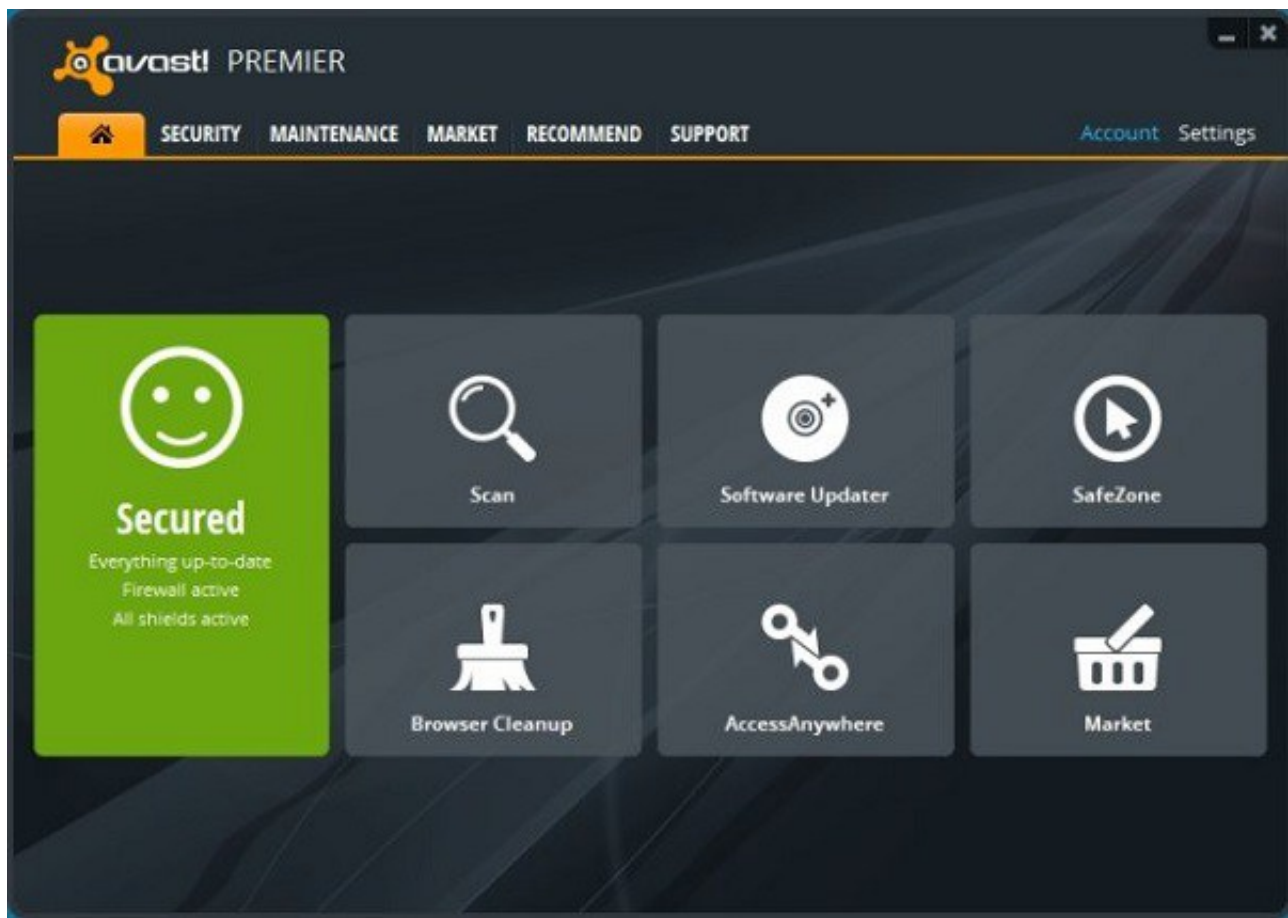 avast! PREMIER
SECURITY MAINTENANCE MARKET RECOMMEND SUPPORT Account Settings
Secured
Everything up-to-date
Firewall active
All shields active
Scan
Software Updater
SafeZone
Browser Cleanup
AccessAnywhere
Market